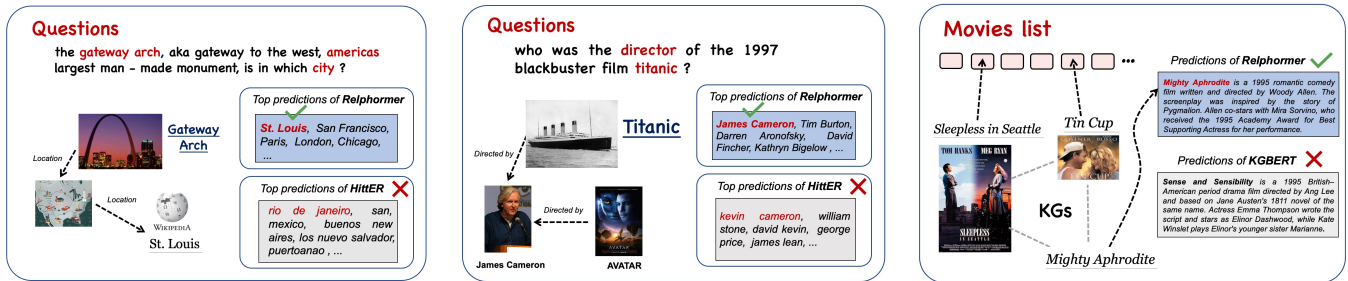 Questions
the gateway arch, aka gateway to the west, americas
largest man - made monument, is in which city ?
Top predictions of Relphormer
St. Louis, San Francisco,
Paris, London, Chicago,
...
Gateway
Arch
Location
Location
WIKIPEDIA
St. Louis
Top predictions of HittER
rio de janeiro, san,
mexico, buenos new
aires, los nuevo salvador,
puertoanao , ...
Questions
who was the director of the 1997
blackbuster film titanic ?
Top predictions of Relphormer
James Cameron, Tim Burton,
Darren Aronofsky, David
Fincher, Kathryn Bigelow , ...
Titanic
Directed by
Directed by
James Cameron
AVATAR
AVATAR
Top predictions of HittER
kevin cameron, william
stone, david kevin, george
price, james lean, ...
Movies list
...
Sleepless in Seattle
Tin Cup
TOM HANKS MEG RYAN
SLEEPLESS
IN SEATTLE
KGs
Mighty Aphrodite
Predictions of Relphormer
Mighty Aphrodite is a 1995 romantic comedy
film written and directed by Woody Allen. The
screenplay was inspired by the story of
Pygmalion. Allen co-stars with Mira Sorvino, who
received the 1995 Academy Award for Best
Supporting Actress for her performance.
Predictions of KGBERT
Sense and Sensibility is a 1995 British–
American period drama film directed by Ang Lee
and based on Jane Austen's 1811 novel of the
same name. Actress Emma Thompson wrote the
script and stars as Elinor Dashwood, while Kate
Winslet plays Elinor's younger sister Marianne.